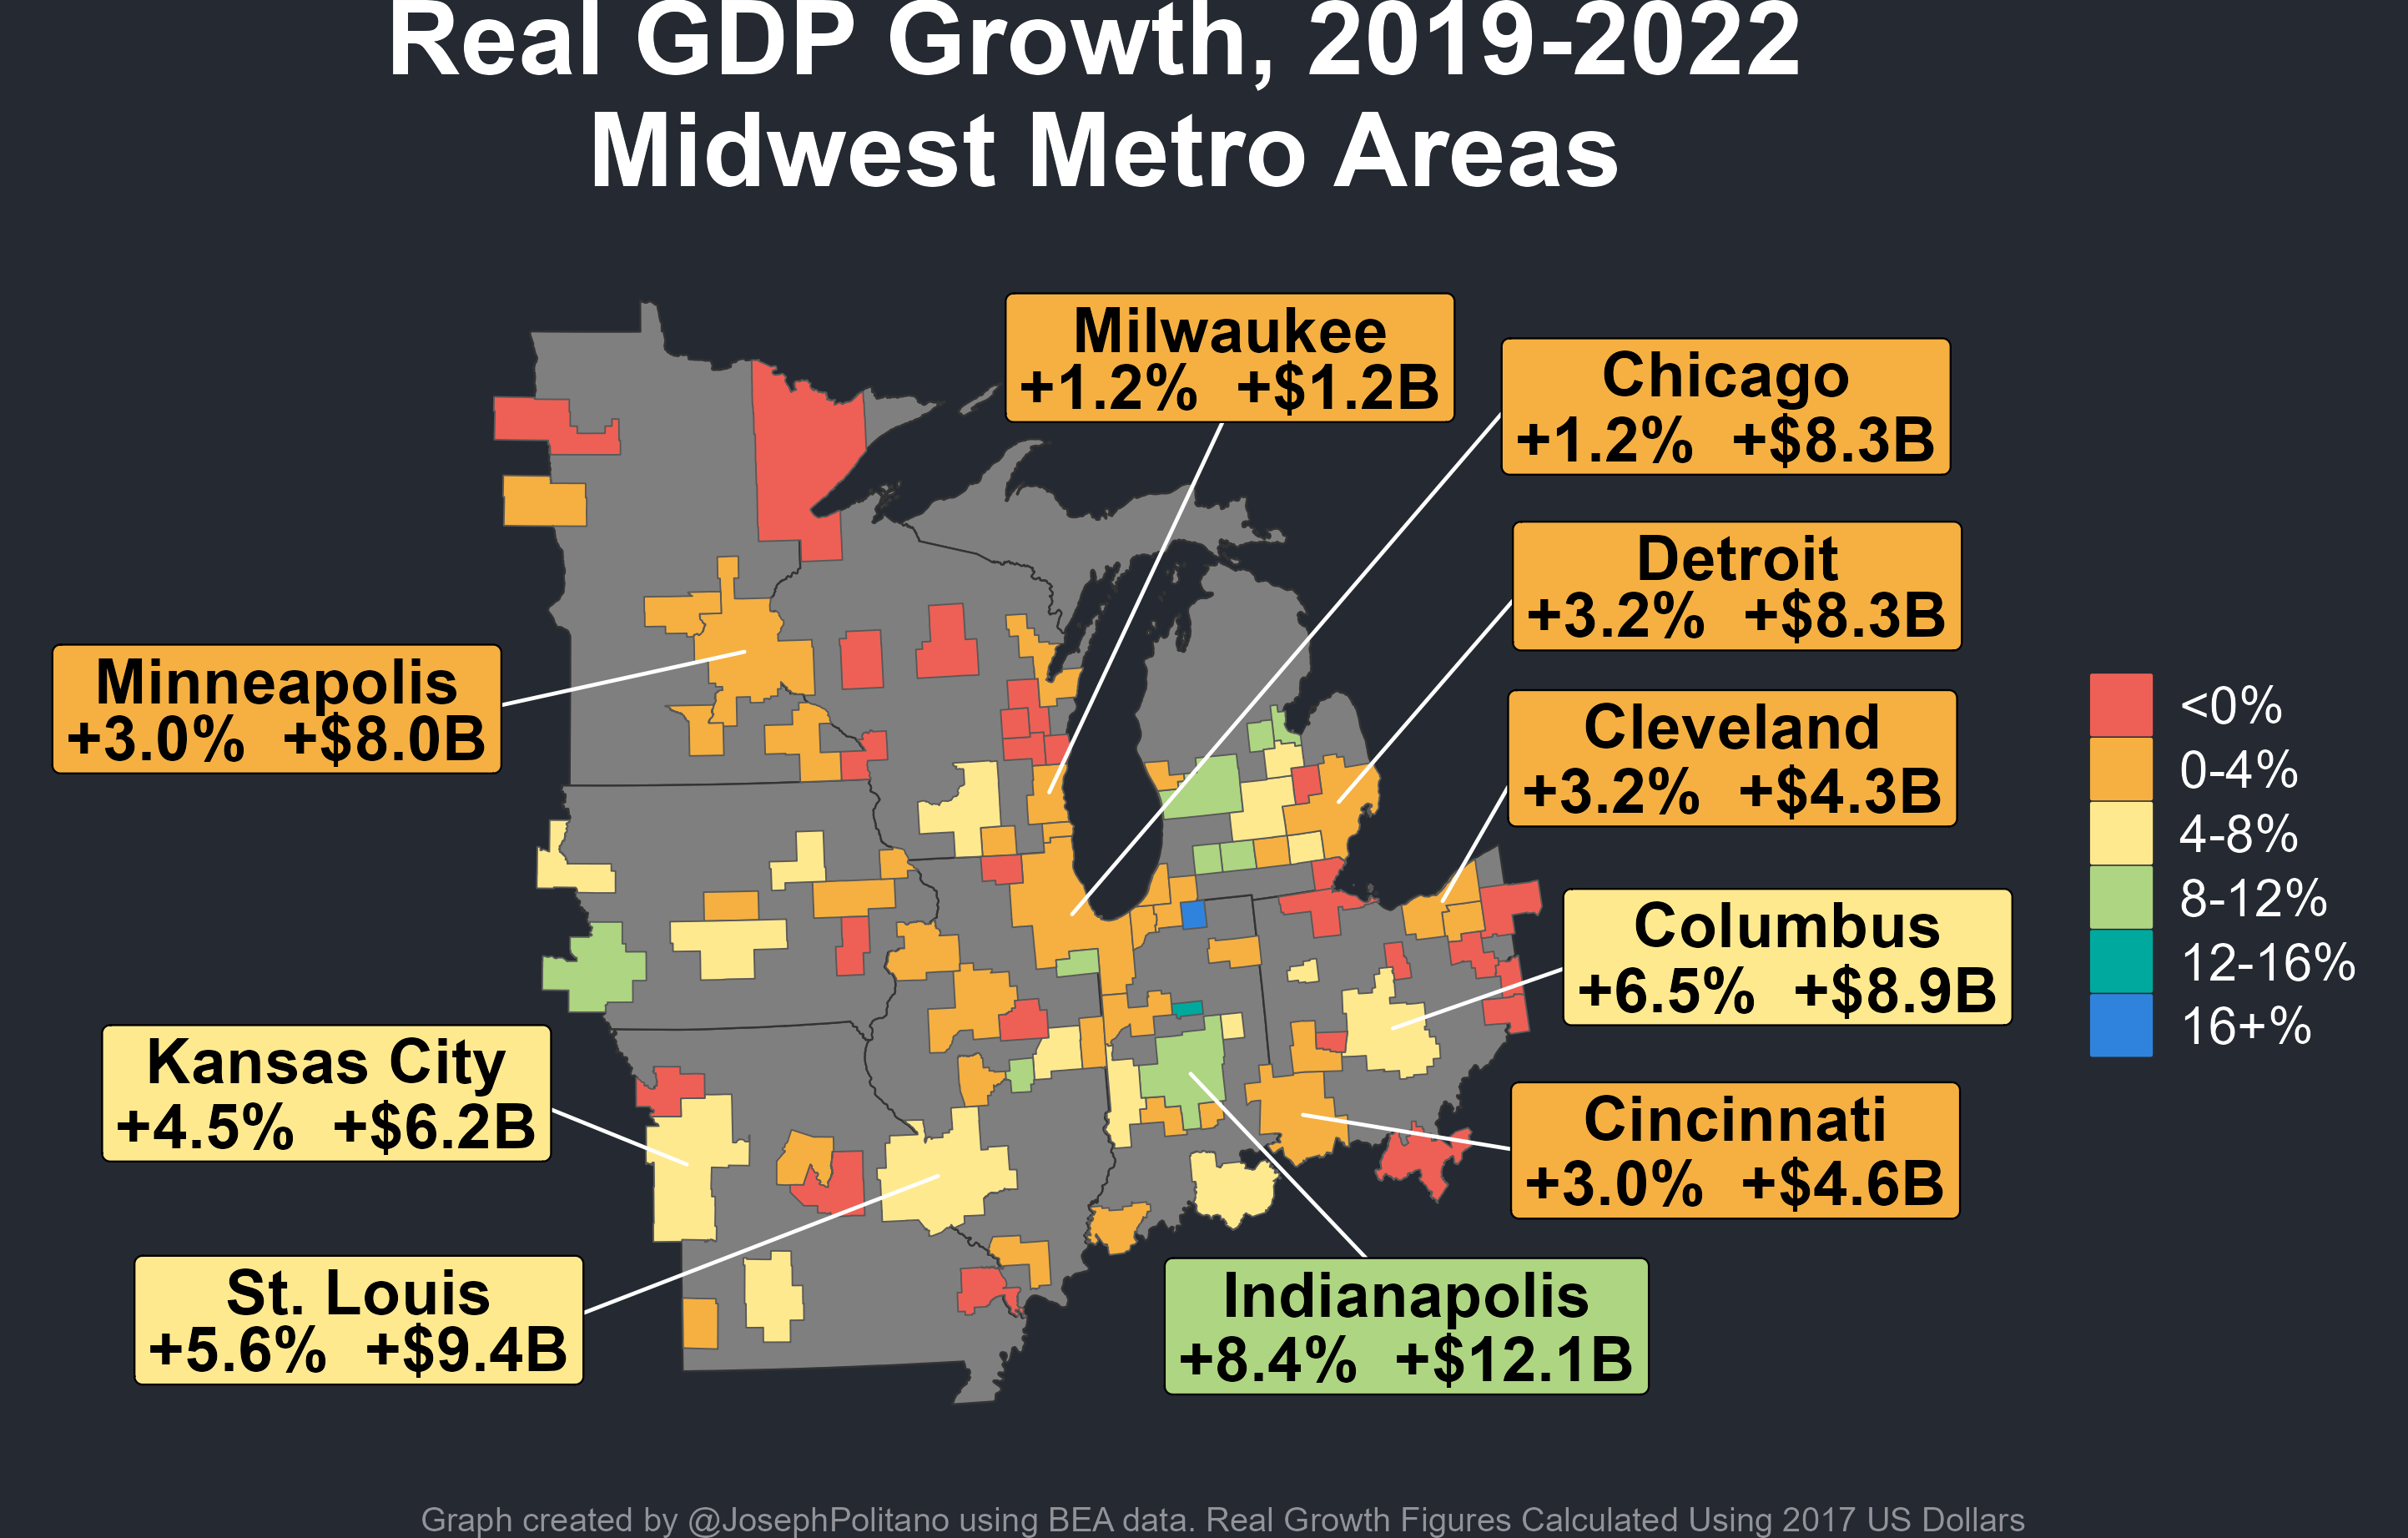 Real GDP Growth, 2019-2022
Midwest Metro Areas
Milwaukee
+1.2% +$1.2B
Chicago
+1.2% +$8.3B
Detroit
+3.2% +$8.3B
Minneapolis
+3.0% +$8.0B
Cleveland
+3.2% +$4.3B
Columbus
+6.5% +$8.9B
Kansas City
+4.5% +$6.2B
Cincinnati
+3.0% +$4.6B
St. Louis
+5.6% +$9.4B
Indianapolis
+8.4% +$12.1B
<0%
0-4%
4-8%
8-12%
12-16%
16+%
Graph created by @JosephPolitano using BEA data. Real Growth Figures Calculated Using 2017 US Dollars